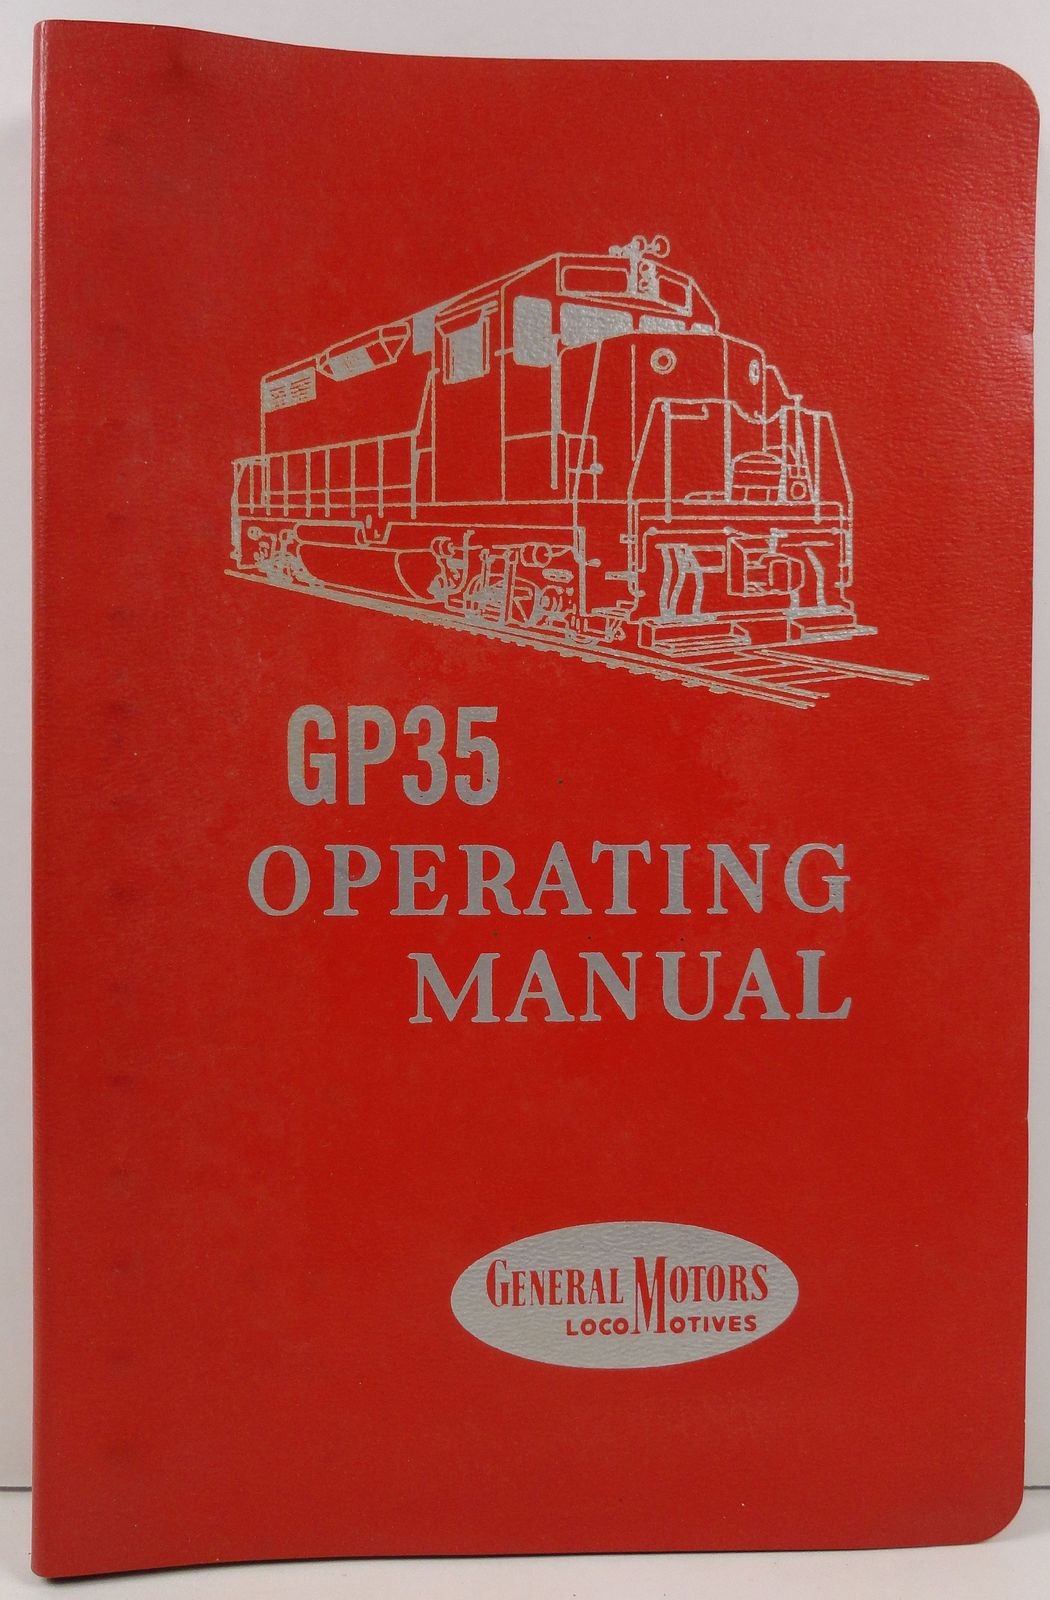 GP35
OPERATING
MANUAL
GENERAL MOTORS
LOCOMOTIVES